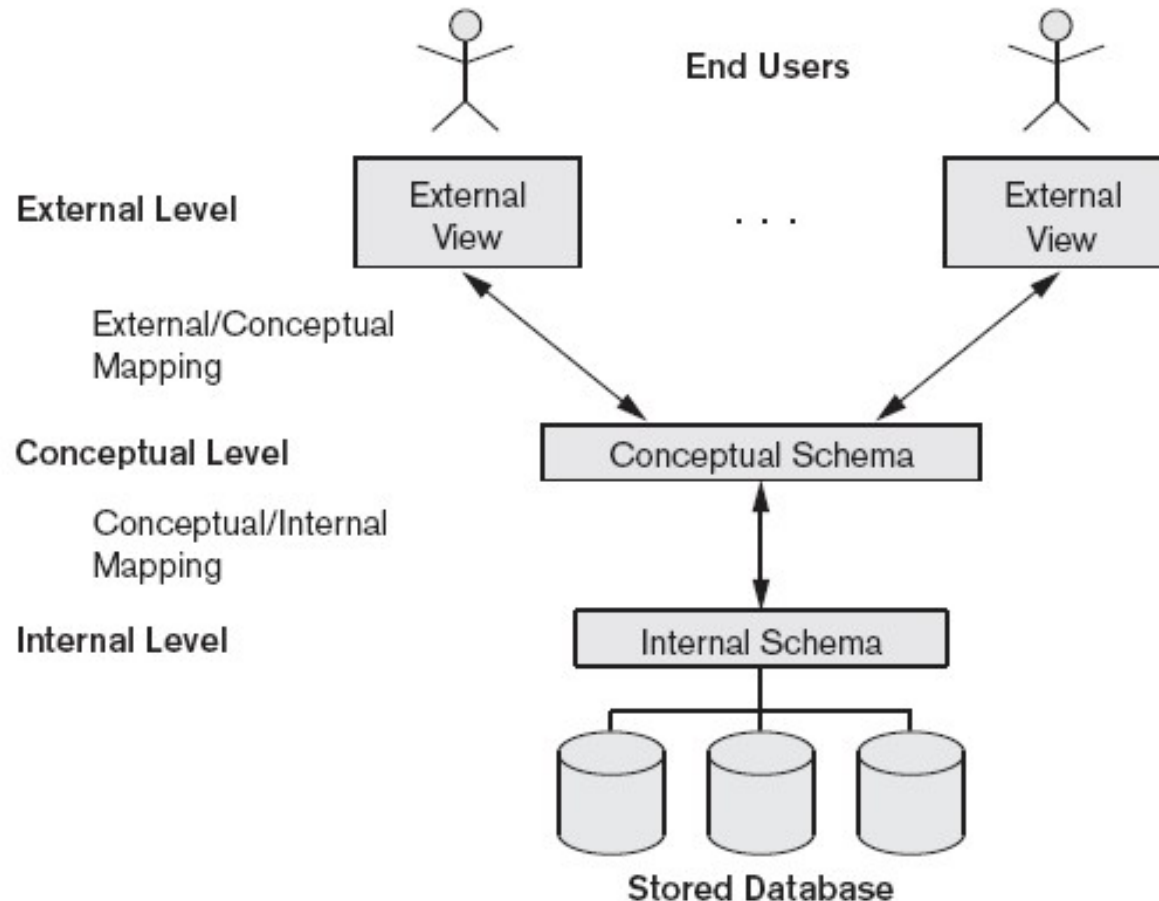 End Users
External Level
External
View
. . .
External
View
External/Conceptual
Mapping
Conceptual Level
Conceptual Schema
Conceptual/Internal
Mapping
Internal Level
Internal Schema
Stored Database